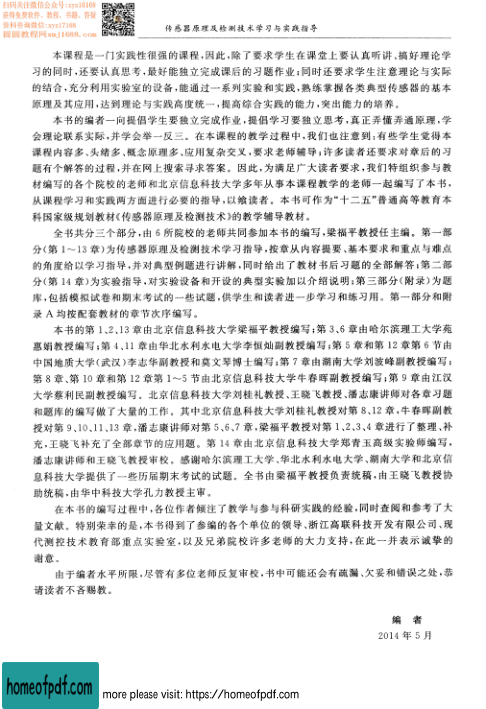 扫码关注微信公众号:xyz16168
获得免费软件、教程、书籍、答疑
资料咨询微信:xyz17168
圆圆教程网nmj1688.com
传感器原理及检测技术学习与实践指导
本课程是一门实践性很强的课程,因此,除了要求学生在课堂上要认真听讲、搞好理论学
习的同时,还要认真思考,最好能独立完成课后的习题作业;同时还要求学生注意理论与实际
的结合,充分利用实验室的设备,能通过一系列实验和实践,熟练掌握各类典型传感器的基本
原理及其应用,达到理论与实践高度统一,提高综合实践的能力,突出能力的培养。
本书的编者一向提倡学生要独立完成作业,提倡学习要独立思考,真正弄懂弄通原理,学
会理论联系实际,并学会举一反三。在本课程的教学过程中,我们也注意到:有些学生觉得本
课程内容多、头绪多、概念原理多、应用复杂交叉,要求老师辅导;许多读者还要求对章后的习
题有个解答的过程,并在网上搜索寻求答案。因此,为满足广大读者要求,我们特组织参与教
材编写的各个院校的老师和北京信息科技大学多年从事本课程教学的老师一起编写了本书,
从课程学习和实践两方面进行必要的指导,以飨读者。本书可作为“十二五”普通高等教育本
科国家级规划教材《传感器原理及检测技术》的教学辅导教材。
全书共分三个部分,由6所院校的老师共同参加本书的编写,梁福平教授任主编。第一部
分(第1～13章)为传感器原理及检测技术学习指导,按章从内容提要、基本要求和重点与难点
的角度给以学习指导,并对典型例题进行讲解,同时给出了教材书后习题的全部解答;第二部
分(第14章)为实验指导,对实验设备和开设的典型实验加以介绍说明;第三部分(附录)为题
库,包括模拟试卷和期末考试的一些试题,供学生和读者进一步学习和练习用。第一部分和附
录A均按配套教材的章节次序编写。
本书的第1、2、13章由北京信息科技大学梁福平教授编写;第3、6章由哈尔滨理工大学苑
惠娟教授编写;第4、11章由华北水利水电大学李恒灿副教授编写;第5章和第12章第6节由
中国地质大学(武汉)李志华副教授和莫文琴博士编写;第7章由湖南大学刘波峰副教授编写;
第8章、第10章和第12章第1～5节由北京信息科技大学牛春晖副教授编写;第9章由江汉
大学蔡利民副教授编写。北京信息科技大学刘桂礼教授、王晓飞教授、潘志康讲师对各章习题
和题库的编写做了大量的工作。其中北京信息科技大学刘桂礼教授对第8、12章,牛春晖副教
授对第9、10、11、13章,潘志康讲师对第5、6、7章,梁福平教授对第1、2、3、4章进行了整理、补
充,王晓飞补充了全部章节的应用题。第14章由北京信息科技大学郑青玉高级实验师编写,
潘志康讲师和王晓飞教授审校。感谢哈尔滨理工大学、华北水利水电大学、湖南大学和北京信
息科技大学提供了一些历届期末考试的试题。全书由梁福平教授负责统稿,由王晓飞教授协
助统稿,由华中科技大学孔力教授主审。
在本书的编写过程中,各位作者倾注了教学与参与科研实践的经验,同时查阅和参考了大
量文献。特别荣幸的是,本书得到了参编的各个单位的领导、浙江高联科技开发有限公司、现
代测控技术教育部重点实验室,以及兄弟院校许多老师的大力支持,在此一并表示诚挚的
谢意。
由于编者水平所限,尽管有多位老师反复审校,书中可能还会有疏漏、欠妥和错误之处,恭
请读者不吝赐教。
编 者
2014年5月
homeofpdf.com
more please visit: https://homeofpdf.com